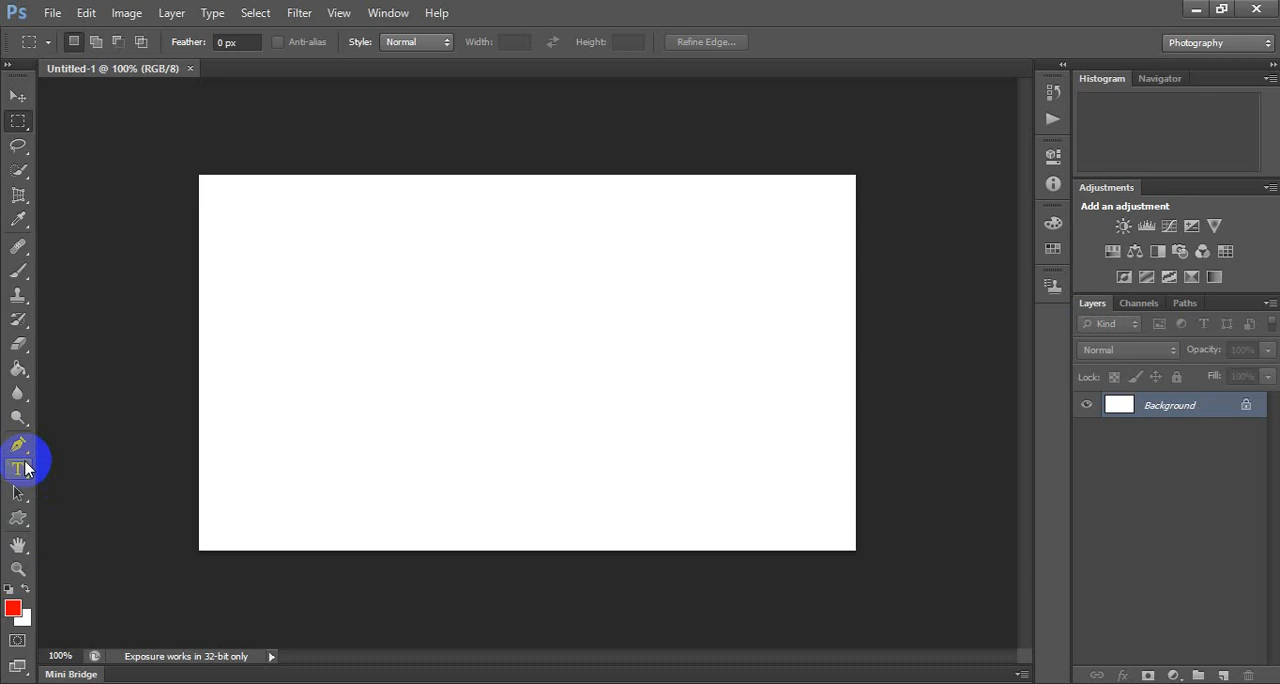 Ps File Edit Image Layer Type Select Filter View Window Help
Feather: 0 px Anti-alias Style: Normal Width: Height: Refine Edge... Photography
Untitled-1 @ 100% (RGB/8) ×
Histogram Navigator
Adjustments
Add an adjustment
Layers Channels Paths
Kind T
Normal Opacity: 100%
Lock: Fill: 100%
Background
T
100% Exposure works in 32-bit only
Mini Bridge
fx